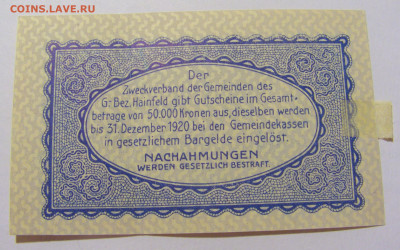 COINS.LAVE.RU
Der
Zweckverband der Gemeinden des
G: Bez. Hainfeld gibt Gutscheine im Gesamt-
betrage von 50.000 Kronen aus, dieselben werden
bis 31. Dezember 1920 bei den Gemeindekassen
in gesetzlichem Bargelde eingelöst.
NACHAHMUNGEN
WERDEN GESETZLICH BESTRAFT.